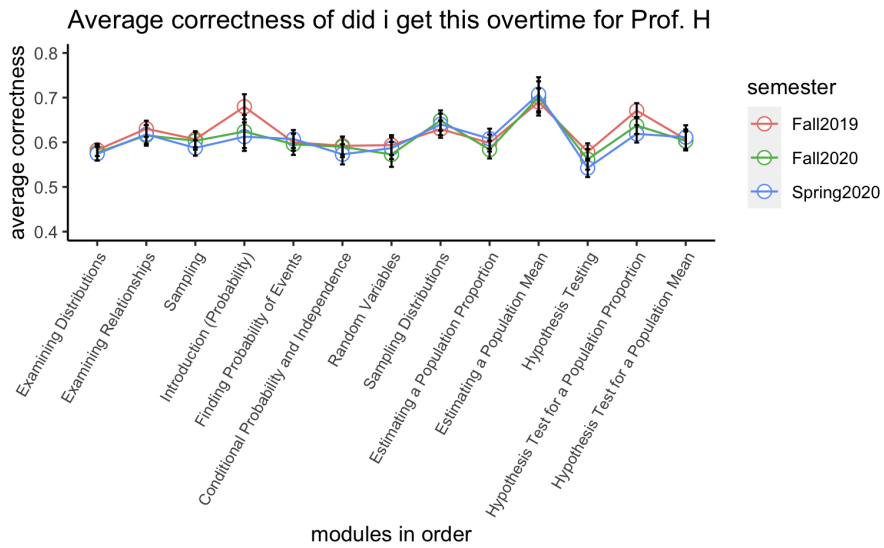 Average correctness of did i get this overtime for Prof. H
average correctness
0.8
0.7
0.6
0.5
0.4
semester
Fall2019
Fall2020
Spring2020
Examining Distributions
Examining Relationships
Sampling
Introduction (Probability)
Finding Probability of Events
Conditional Probability and Independence
Random Variables
Sampling Distributions
Estimating a Population Proportion
Estimating a Population Mean
Hypothesis Testing
Hypothesis Test for a Population Proportion
Hypothesis Test for a Population Mean
modules in order